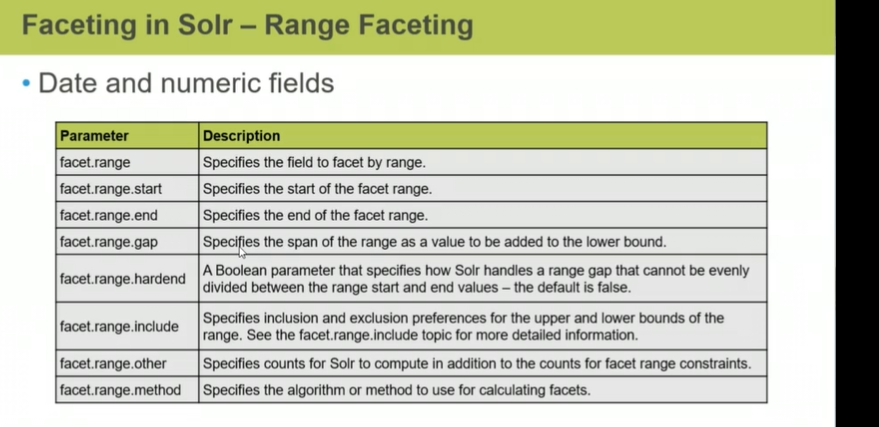 Faceting in Solr – Range Faceting
• Date and numeric fields
Parameter Description
facet.range Specifies the field to facet by range.
facet.range.start Specifies the start of the facet range.
facet.range.end Specifies the end of the facet range.
facet.range.gap Specifies the span of the range as a value to be added to the lower bound.
facet.range.hardend A Boolean parameter that specifies how Solr handles a range gap that cannot be evenly
divided between the range start and end values – the default is false.
facet.range.include Specifies inclusion and exclusion preferences for the upper and lower bounds of the
range. See the facet.range.include topic for more detailed information.
facet.range.other Specifies counts for Solr to compute in addition to the counts for facet range constraints.
facet.range.method Specifies the algorithm or method to use for calculating facets.